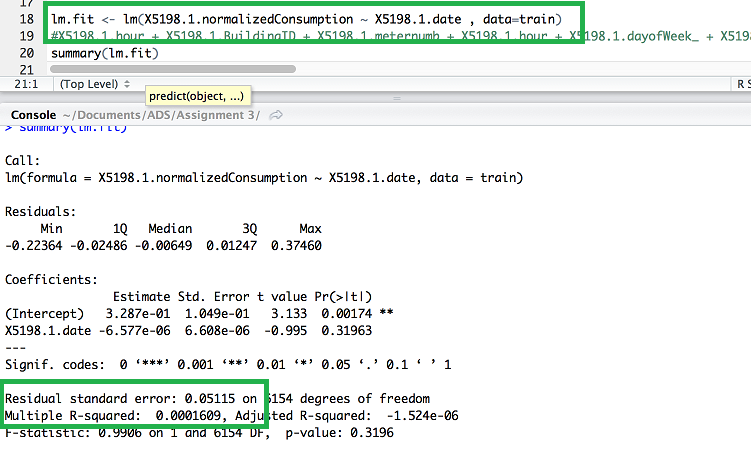 17
18 lm.fit <- lm(X5198.1.normalizedConsumption ~ X5198.1.date , data=train)
19 #X5198.1.hour + X5198.1.BuildingID + X5198.1.meternumb + X5198.1.hour + X5198.1.dayofWeek_ + X519
20 summary(lm.fit)
21
21:1 (Top Level) R S
predict(object, ...)
Console ~/Documents/ADS/Assignment 3/
> summary(lm.fit)
Call:
lm(formula = X5198.1.normalizedConsumption ~ X5198.1.date, data = train)
Residuals:
Min 1Q Median 3Q Max
-0.22364 -0.02486 -0.00649 0.01247 0.37460
Coefficients:
Estimate Std. Error t value Pr(>|t|)
(Intercept) 3.287e-01 1.049e-01 3.133 0.00174 **
X5198.1.date -6.577e-06 6.608e-06 -0.995 0.31963
---
Signif. codes: 0 ‘***’ 0.001 ‘**’ 0.01 ‘*’ 0.05 ‘.’ 0.1 ‘ ’ 1
Residual standard error: 0.05115 on 6154 degrees of freedom
Multiple R-squared: 0.0001609, Adjusted R-squared: -1.524e-06
F-statistic: 0.9906 on 1 and 6154 DF, p-value: 0.3196